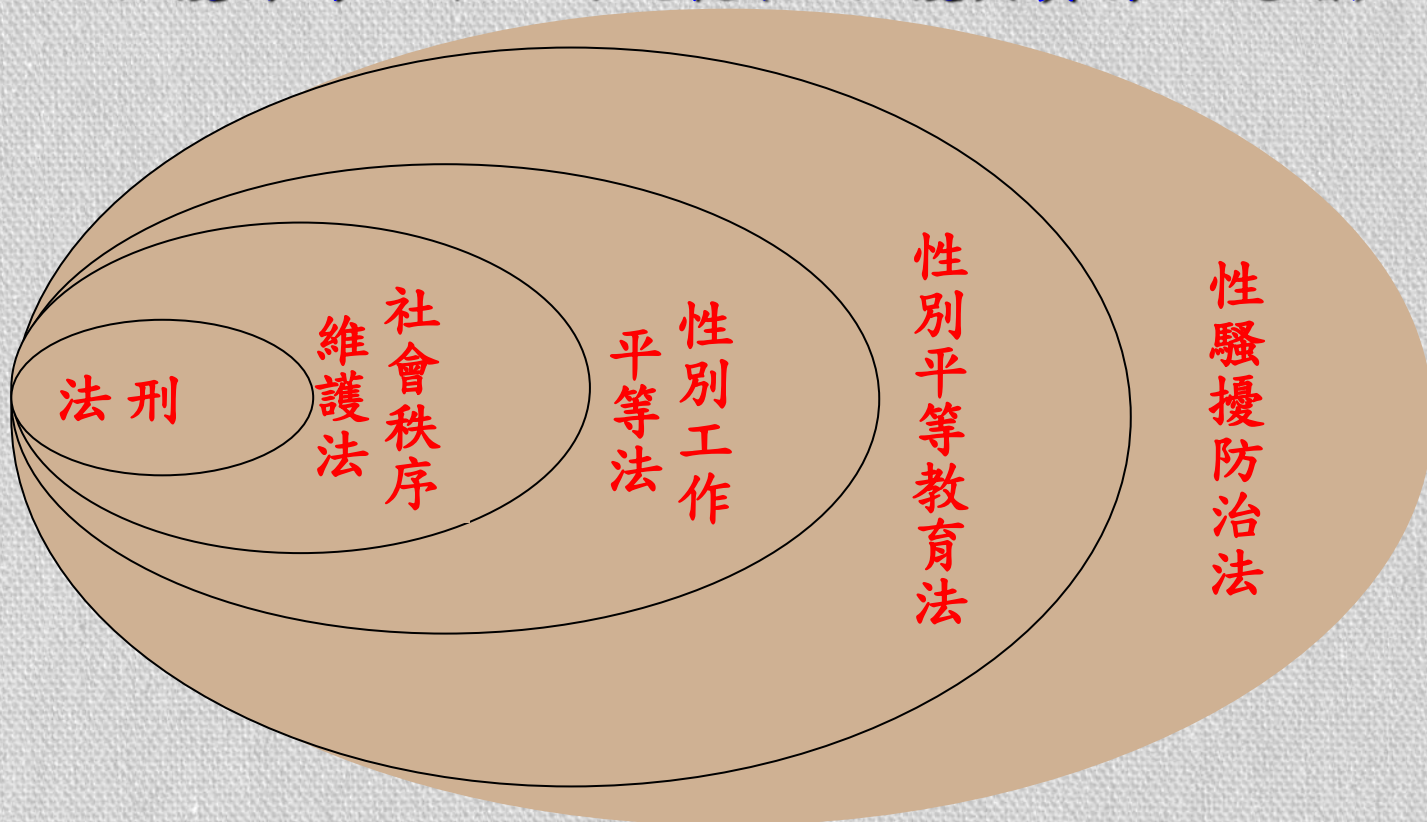 刑法
社會秩序
維護法
性別工作
平等法
性別平等教育法
性騷擾防治法